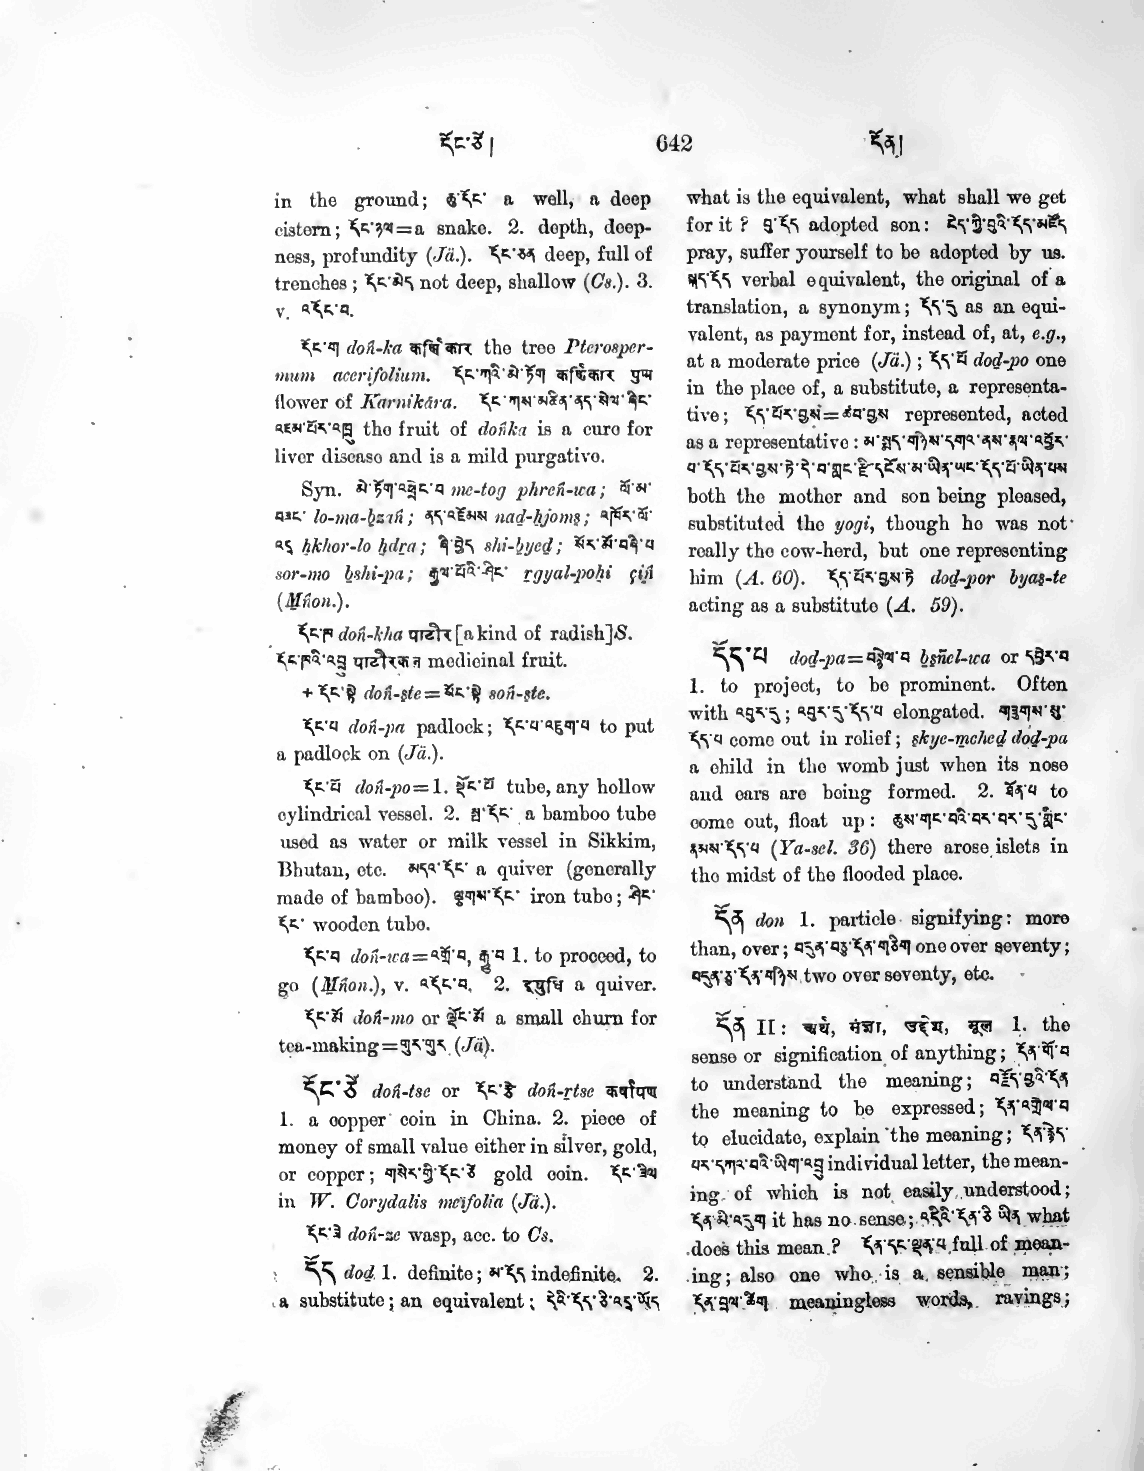 དོང་ཙེ། 642 དོན།
in the ground; ཆུ་དོང་ a well, a deep
cistern; དོང་ཉལ=a snake. 2. depth, deep-
ness, profundity (Jä.). དོང་ཅན deep, full of
trenches; དོང་མེད not deep, shallow (Cs.). 3.
v. འདོང་བ.
དོང་ཀ doṅ-ka कर्णिकार the tree Pterosper-
mum acerifolium. དོང་ཀའི་མེ་ཏོག कर्णिकार पुष्प
flower of Karnikára. དོང་ཀས་མཆིན་ནད་སེལ་ཞིང་
འཇམ་པོར་འབྲུ the fruit of doṅka is a cure for
liver disease and is a mild purgative.
Syn. མེ་ཏོག་འཕྲེང་བ me-tog phreṅ-wa; ལོ་མ་
བཟང་ lo-ma-bzaṅ; ནད་འཇོམས nad-hjoms; འཁོར་ལོ་
འདྲ hkhor-lo hdra; ཞི་བྱེད shi-byed; སོར་མོ་བཞི་པ
sor-mo bshi-pa; རྒྱལ་པོའི་ཤིང་ rgyal-pohi çiṅ
(Mṅon.).
དོང་ཁ doṅ-kha पाटोर [a kind of radish] S.
དོང་ཁའི་འབྲུ medicinal fruit.
+ དོང་སྟེ doṅ-ste=སོང་སྟེ soṅ-ste.
དོང་པ doṅ-pa padlock; དོང་པ་འཇུག་པ to put
a padlock on (Jä.).
དོང་པོ doṅ-po=1. སྡོང་པོ tube, any hollow
cylindrical vessel. 2. སྨྱ་དོང་ a bamboo tube
used as water or milk vessel in Sikkim,
Bhutan, etc. མདའ་དོང་ a quiver (generally
made of bamboo). ལྕགས་དོང་ iron tube; ཤིང་
དོང་ wooden tube.
དོང་བ doṅ-wa=འགྲོ་བ, རྒྱུ་བ 1. to proceed, to
go (Mṅon.), v. འདོང་བ. 2. इषुधि a quiver.
དོང་མོ doṅ-mo or ལྡོང་མོ a small churn for
tea-making=གུར་གུར (Jä).
དོང་ཙེ doṅ-tse or དོང་རྩེ doṅ-rtse कर्षापण
1. a copper coin in China. 2. piece of
money of small value either in silver, gold,
or copper; གསེར་གྱི་དོང་ཙེ gold coin. དོང་ཟིལ
in W. Corydalis meifolia (Jä.).
དོང་ཟེ doṅ-ze wasp, acc. to Cs.
དོད dod 1. definite; མ་དོད indefinite. 2.
a substitute; an equivalent; དེའི་དོད་ཅི་འདྲ་ཡོད
what is the equivalent, what shall we get
for it? བུ་དོད adopted son: ངེད་ཀྱི་བུའི་དོད་མཛོད
pray, suffer yourself to be adopted by us.
སྐད་དོད verbal equivalent, the original of a
translation, a synonym; དོད་དུ as an equi-
valent, as payment for, instead of, at, e.g.,
at a moderate price (Jä.); དོད་པོ dod-po one
in the place of, a substitute, a representa-
tive; དོད་པོར་བྱས=ཚབ་བྱས represented, acted
as a representative: མ་སྨད་གཉིས་དགའ་ནས་རྣལ་འབྱོར་
པ་དོད་པོར་བྱས་ཏེ་དེ་བ་གླང་རྫི་དངོས་མ་ཡིན་ཡང་དོད་པོ་ཡིན་པས
both the mother and son being pleased,
substituted the yogi, though he was not
really the cow-herd, but one representing
him (A. 60). དོད་པོར་བྱས་ཏེ dod-por byas-te
acting as a substitute (A. 59).
དོད་པ dod-pa=བསྙེལ་བ bsñel-wa or དབྱེར་བ
1. to project, to be prominent. Often
with འབུར་དུ; འབུར་དུ་དོད་པ elongated. གཟུགས་སུ་
དོད་པ come out in relief; skye-mched dod-pa
a child in the womb just when its nose
and ears are being formed. 2. ཐོན་པ to
come out, float up: ཆུས་གང་བའི་བར་བར་དུ་གླིང་
རྣམས་དོད་པ (Ya-sel. 36) there arose islets in
the midst of the flooded place.
དོན don 1. particle signifying: more
than, over; བདུན་བཅུ་དོན་གཅིག one over seventy;
བདུན་ཅུ་དོན་གཉིས two over seventy, etc.
དོན II: अर्थ, संज्ञा, उद्देश्य, मूल 1. the
sense or signification of anything; དོན་གོ་བ
to understand the meaning; བརྗོད་བྱའི་དོན
the meaning to be expressed; དོན་འགྲེལ་བ
to elucidate, explain the meaning; དོན་རྙེད་
པར་དཀའ་བའི་ཡིག་འབྲུ individual letter, the mean-
ing of which is not easily understood;
དོན་མི་འདུག it has no sense; འདིའི་དོན་ཅི་ཡིན what
does this mean? དོན་དང་ལྡན་པ full of mean-
ing; also one who is a sensible man;
དོན་བྲལ་ཚིག meaningless words, ravings;